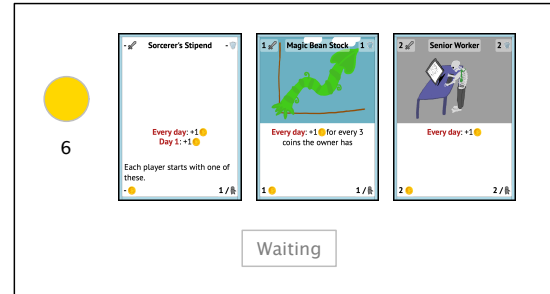 - Sorcerer's Stipend -
1 Magic Bean Stock 1
2 Senior Worker 2
6
Every day: +1
Day 1: +1
Each player starts with one of
these.
- 1 /
Every day: +1 for every 3
coins the owner has
1 1 /
Every day: +1
2 2 /
Waiting